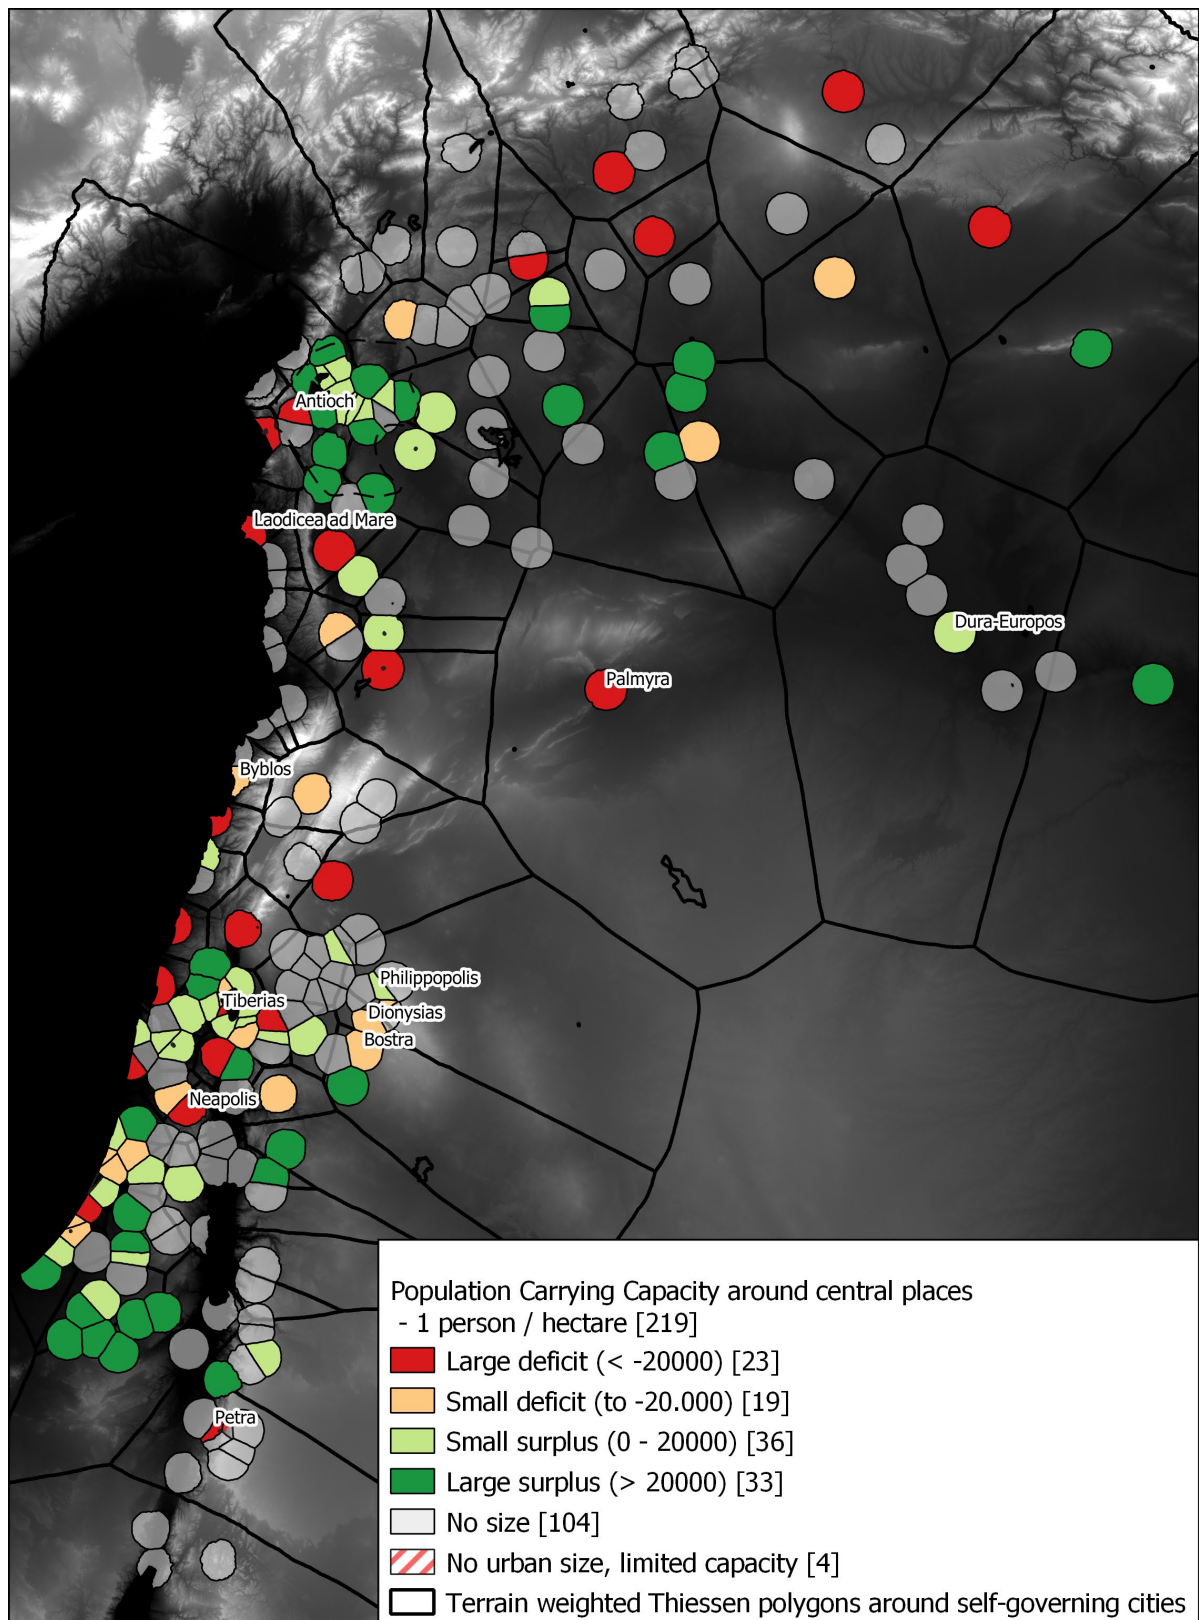 Antioch
Laodicea ad Mare
Dura-Europos
Palmyra
Byblos
Philippopolis
Tiberias
Dionysias
Bostra
Neapolis
Petra
Population Carrying Capacity around central places
- 1 person / hectare [219]
Large deficit (< -20000) [23]
Small deficit (to -20.000) [19]
Small surplus (0 - 20000) [36]
Large surplus (> 20000) [33]
No size [104]
No urban size, limited capacity [4]
Terrain weighted Thiessen polygons around self-governing cities